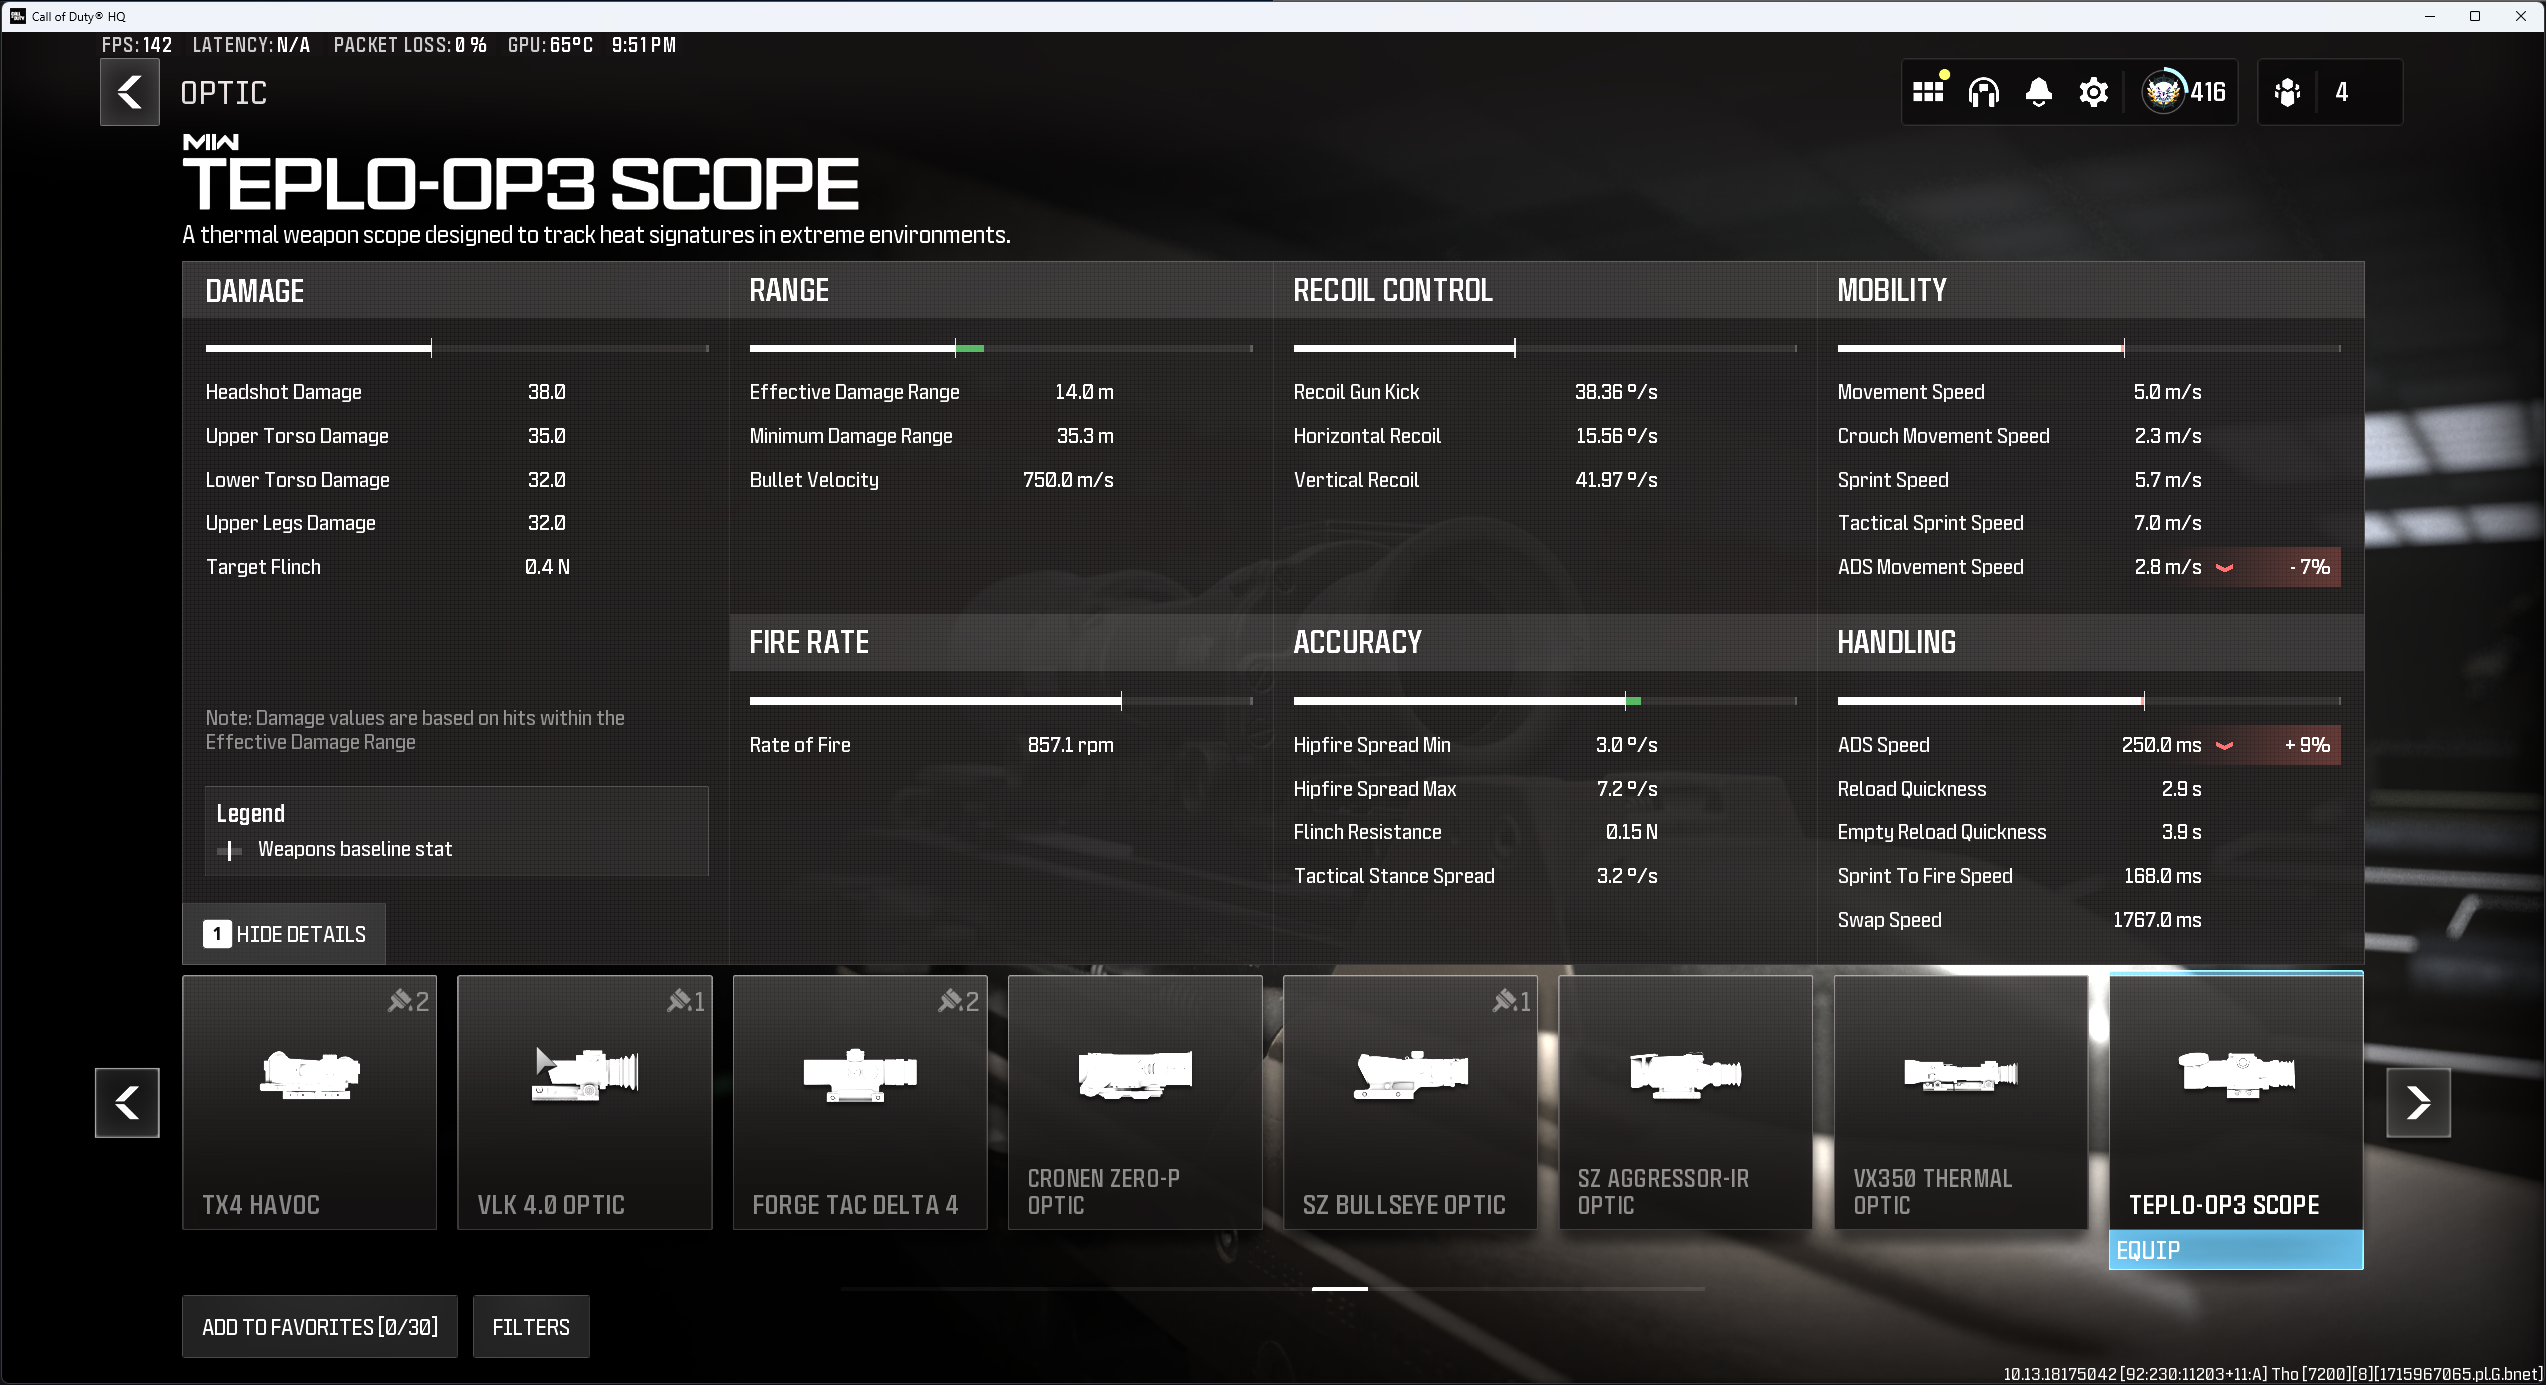 Call of Duty® HQ
FPS: 142 LATENCY: N/A PACKET LOSS: 0 % GPU: 65°C 9:51 PM
OPTIC
416
4
MW
TEPLO-OP3 SCOPE
A thermal weapon scope designed to track heat signatures in extreme environments.
DAMAGE
Headshot Damage 38.0
Upper Torso Damage 35.0
Lower Torso Damage 32.0
Upper Legs Damage 32.0
Target Flinch 0.4 N
Note: Damage values are based on hits within the
Effective Damage Range
Legend
Weapons baseline stat
1 HIDE DETAILS
RANGE
Effective Damage Range 14.0 m
Minimum Damage Range 35.3 m
Bullet Velocity 750.0 m/s
FIRE RATE
Rate of Fire 857.1 rpm
RECOIL CONTROL
Recoil Gun Kick 38.36 º/s
Horizontal Recoil 15.56 º/s
Vertical Recoil 41.97 º/s
ACCURACY
Hipfire Spread Min 3.0 º/s
Hipfire Spread Max 7.2 º/s
Flinch Resistance 0.15 N
Tactical Stance Spread 3.2 º/s
MOBILITY
Movement Speed 5.0 m/s
Crouch Movement Speed 2.3 m/s
Sprint Speed 5.7 m/s
Tactical Sprint Speed 7.0 m/s
ADS Movement Speed 2.8 m/s - 7%
HANDLING
ADS Speed 250.0 ms + 9%
Reload Quickness 2.9 s
Empty Reload Quickness 3.9 s
Sprint To Fire Speed 168.0 ms
Swap Speed 1767.0 ms
2
TX4 HAVOC
1
VLK 4.0 OPTIC
2
FORGE TAC DELTA 4
CRONEN ZERO-P
OPTIC
1
SZ BULLSEYE OPTIC
SZ AGGRESSOR-IR
OPTIC
VX350 THERMAL
OPTIC
TEPLO-OP3 SCOPE
EQUIP
ADD TO FAVORITES [0/30]
FILTERS
10.13.18175042 [92:230:11203+11:A] Tho [7200][8][1715967065.pl.G.bnet]